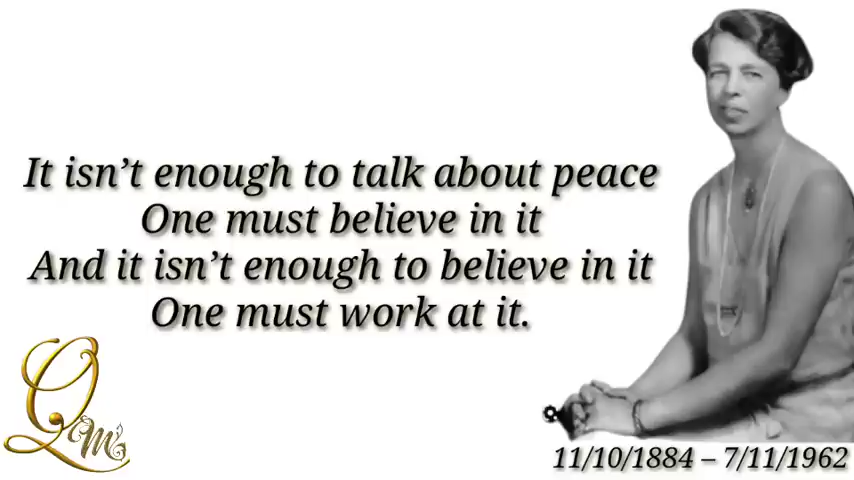 It isn’t enough to talk about peace
One must believe in it
And it isn’t enough to believe in it
One must work at it.
QM's
11/10/1884 – 7/11/1962